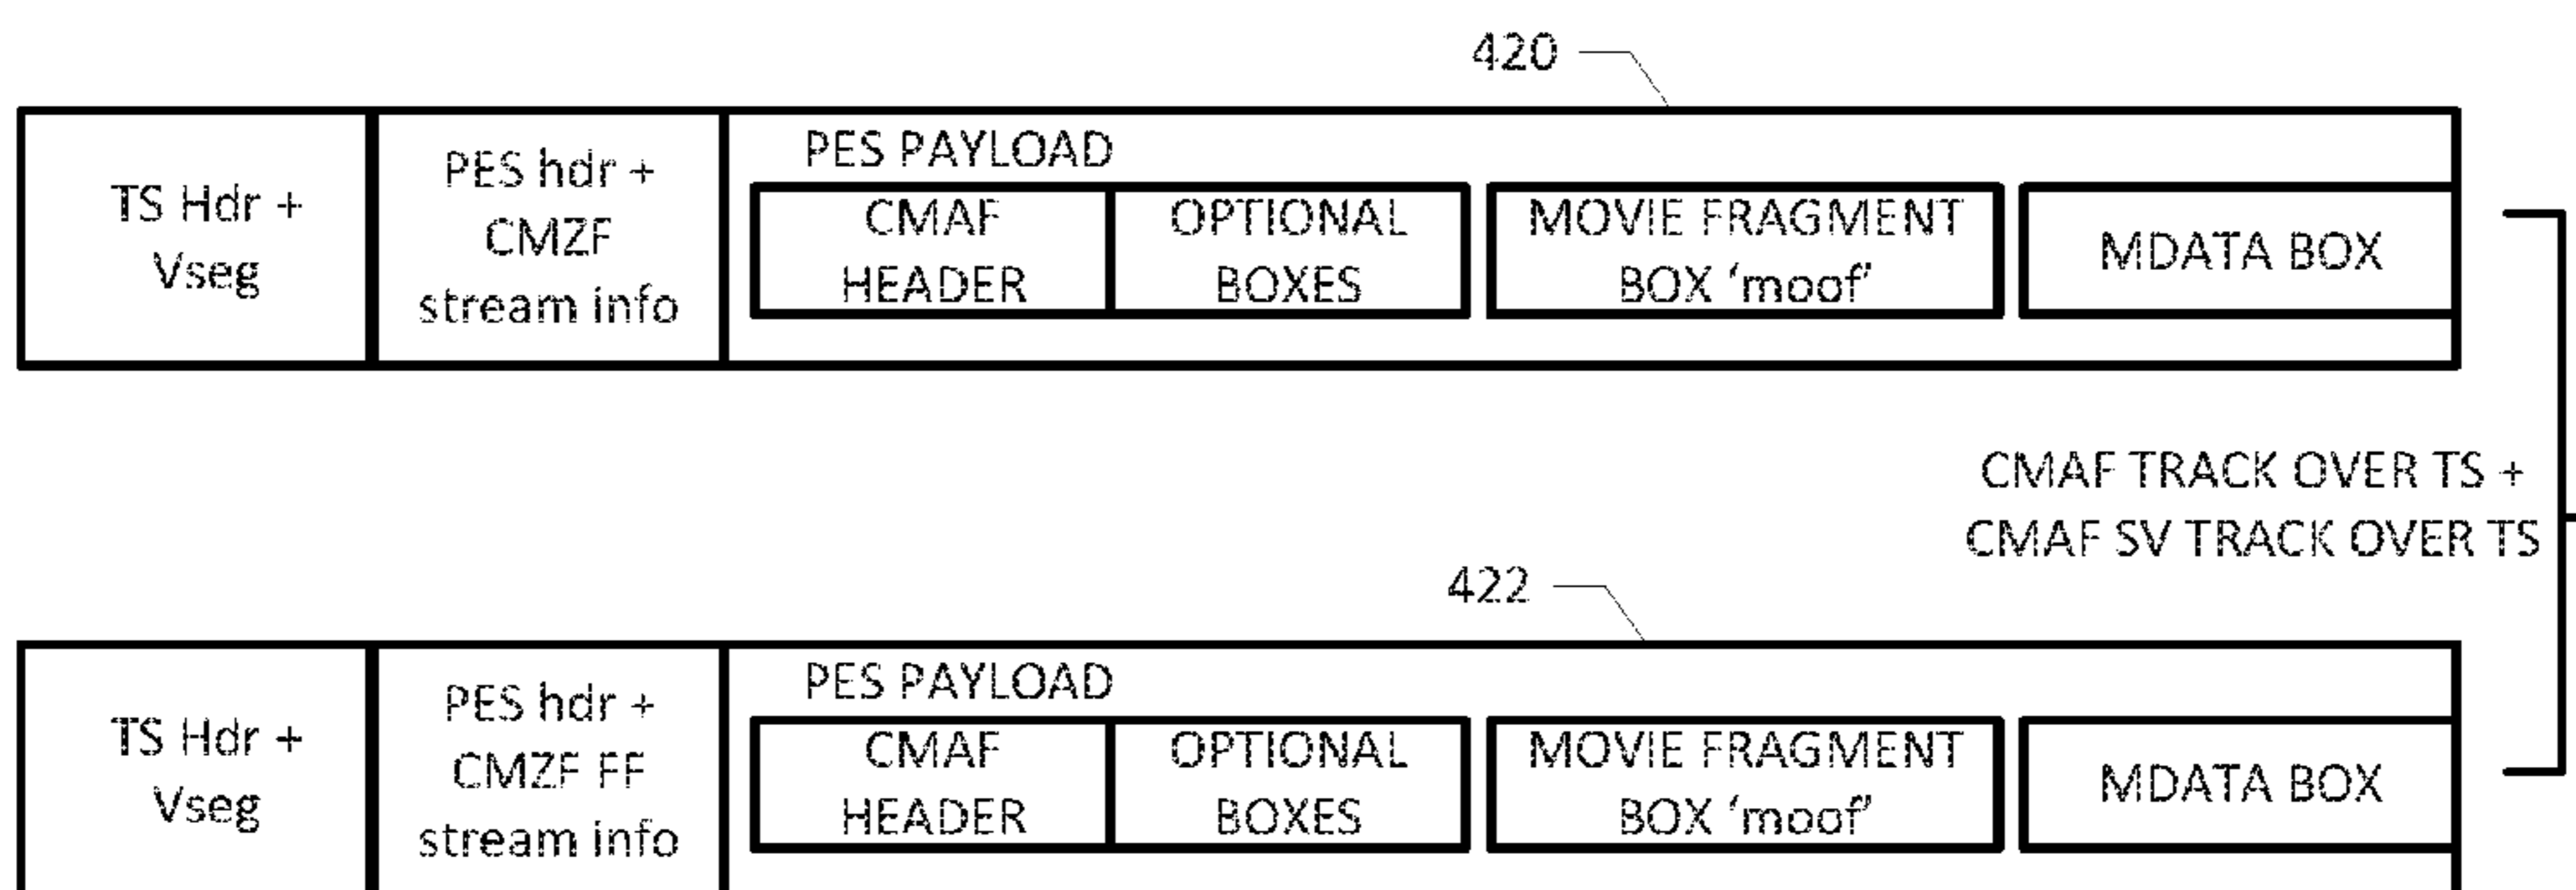 420
TS Hdr +
Vseg
PES hdr +
CMZF
stream info
PES PAYLOAD
CMAF
HEADER
OPTIONAL
BOXES
MOVIE FRAGMENT
BOX ‘moof’
MDATA BOX
CMAF TRACK OVER TS +
CMAF SV TRACK OVER TS
422
TS Hdr +
Vseg
PES hdr +
CMZF FF
stream info
PES PAYLOAD
CMAF
HEADER
OPTIONAL
BOXES
MOVIE FRAGMENT
BOX ‘moof’
MDATA BOX